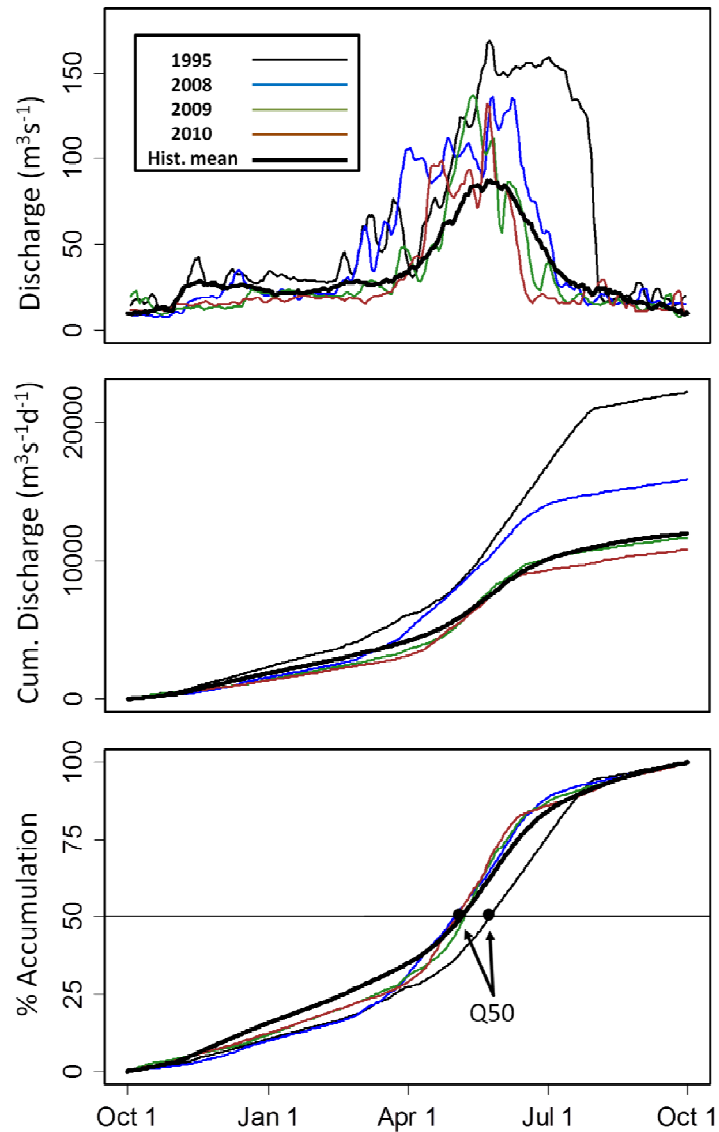 150
100
50
0
Discharge (m³s⁻¹)
1995
2008
2009
2010
Hist. mean
20000
10000
0
Cum. Discharge (m³s⁻¹d⁻¹)
100
75
50
25
0
% Accumulation
Q50
Oct 1 Jan 1 Apr 1 Jul 1 Oct 1